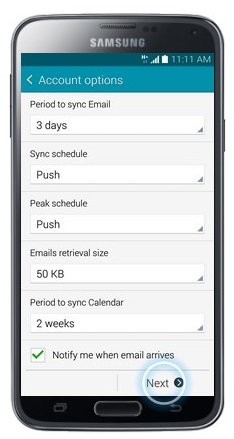 SAMSUNG
H+ 11:11 AM
< Account options
Period to sync Email
3 days
Sync schedule
Push
Peak schedule
Push
Emails retrieval size
50 KB
Period to sync Calendar
2 weeks
Notify me when email arrives
Next